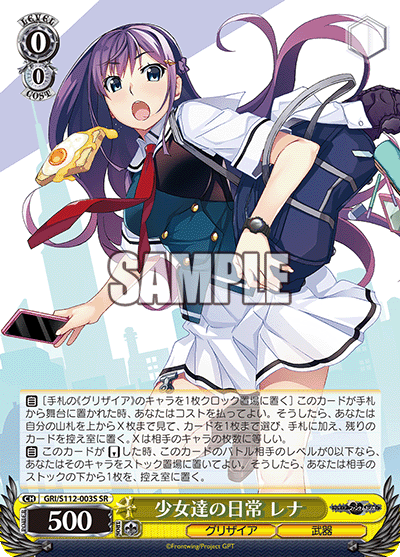 LEVEL
0
0
COST
SAMPLE
自 [手札の《グリザイア》のキャラを1枚クロック置場に置く] このカードが手札
から舞台に置かれた時、あなたはコストを払ってよい。そうしたら、あなたは
自分の山札を上からX枚まで見て、カードを1枚まで選び、手札に加え、残りの
カードを控え室に置く。Xは相手のキャラの枚数に等しい。
自 このカードが した時、このカードのバトル相手のレベルが0以下なら、
あなたはそのキャラをストック置場に置いてよい。そうしたら、相手は相手の
ストックの下から1枚を、控え室に置く。
CH GRI/S112-003S SR
500
少女達の日常 レナ
グリザイア
武器
©Frontwing/Project GPT